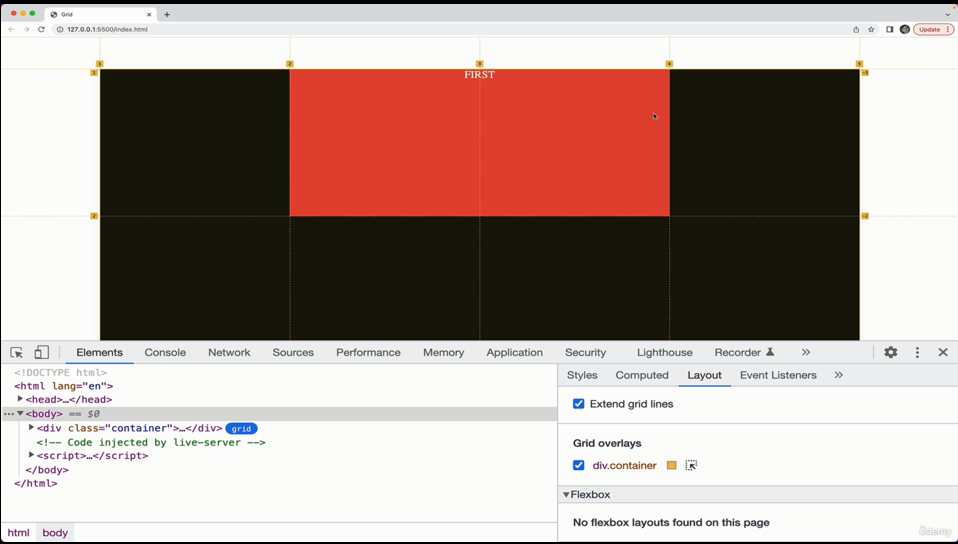 Grid
127.0.0.1:5500/index.html
Update
1 2 3 4 5
1 FIRST -3
2 -2
Elements Console Network Sources Performance Memory Application Security Lighthouse Recorder
<!DOCTYPE html>
<html lang="en">
<head>…</head>
<body> == $0
<div class="container">…</div> grid
<!-- Code injected by live-server -->
<script>…</script>
</body>
</html>
html body
Styles Computed Layout Event Listeners
Extend grid lines
Grid overlays
div.container
Flexbox
No flexbox layouts found on this page
ûdemy